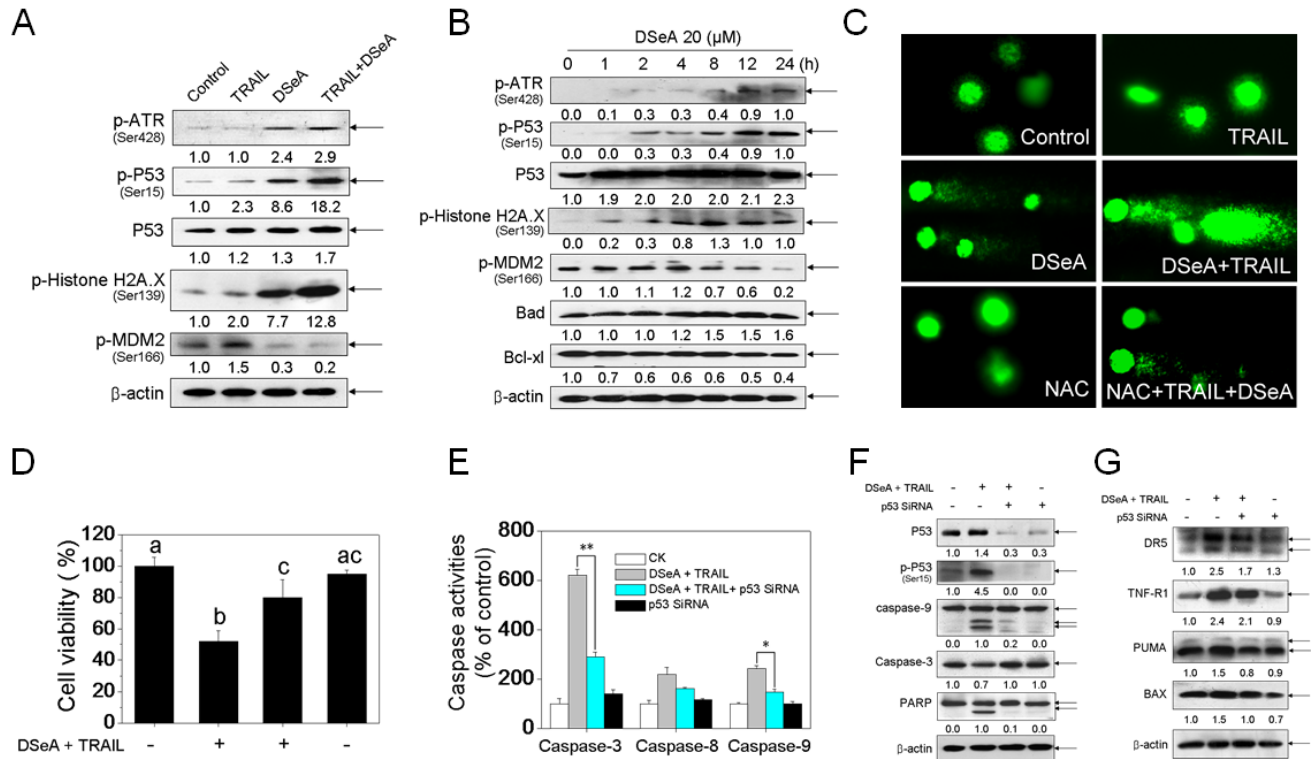 A
Control TRAIL DSeA TRAIL+DSeA
p-ATR
(Ser428)
1.0 1.0 2.4 2.9
p-P53
(Ser15)
1.0 2.3 8.6 18.2
P53
1.0 1.2 1.3 1.7
p-Histone H2A.X
(Ser139)
1.0 2.0 7.7 12.8
p-MDM2
(Ser166)
1.0 1.5 0.3 0.2
β-actin
B
DSeA 20 (μM)
0 1 2 4 8 12 24 (h)
p-ATR
(Ser428)
0.0 0.1 0.3 0.3 0.4 0.9 1.0
p-P53
(Ser15)
0.0 0.0 0.3 0.3 0.4 0.9 1.0
P53
1.0 1.9 2.0 2.0 2.0 2.1 2.3
p-Histone H2A.X
(Ser139)
0.0 0.2 0.3 0.8 1.3 1.0 1.0
p-MDM2
(Ser166)
1.0 1.0 1.1 1.2 0.7 0.6 0.2
Bad
1.0 1.0 1.0 1.2 1.5 1.5 1.6
Bcl-xl
1.0 0.7 0.6 0.6 0.6 0.5 0.4
β-actin
C
Control
TRAIL
DSeA
DSeA+TRAIL
NAC
NAC+TRAIL+DSeA
D
Cell viability ( %)
120
100
80
60
40
20
0
a
b
c
ac
DSeA + TRAIL - + + -
E
Caspase activities
(% of control)
800
600
400
200
0
**
*
CK
DSeA + TRAIL
DSeA + TRAIL+ p53 SiRNA
p53 SiRNA
Caspase-3 Caspase-8 Caspase-9
F
DSeA + TRAIL - + + -
p53 SiRNA - - + +
P53
1.0 1.4 0.3 0.3
p-P53
(Ser15)
1.0 4.5 0.0 0.0
caspase-9
0.0 1.0 0.2 0.0
Caspase-3
1.0 0.7 1.0 1.0
PARP
0.0 1.0 0.1 0.0
β-actin
G
DSeA + TRAIL - + + -
p53 SiRNA - - + +
DR5
1.0 2.5 1.7 1.3
TNF-R1
1.0 2.4 2.1 0.9
PUMA
1.0 1.5 0.8 0.9
BAX
1.0 1.5 1.0 0.7
β-actin